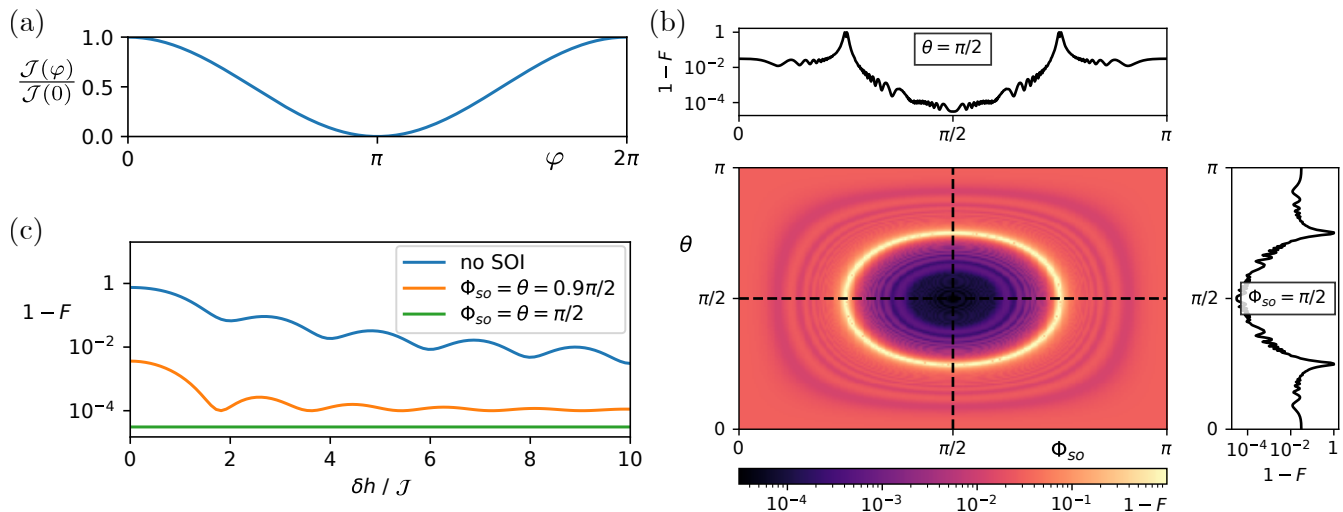 (a)
1.0
𝒥(φ)
𝒥(0)
0.5
0.0
0
π
φ
2π
(b)
1
1 − F
10⁻²
10⁻⁴
θ = π/2
0
π/2
π
π
θ
π/2
0
0
π/2
Φ_so
π
10⁻⁴
10⁻³
10⁻²
10⁻¹
1 − F
π
π/2
Φ_so = π/2
0
10⁻⁴
10⁻²
1
1 − F
(c)
1
1 − F
10⁻²
10⁻⁴
no SOI
Φ_so = θ = 0.9π/2
Φ_so = θ = π/2
0
2
4
6
8
10
δh / 𝒥